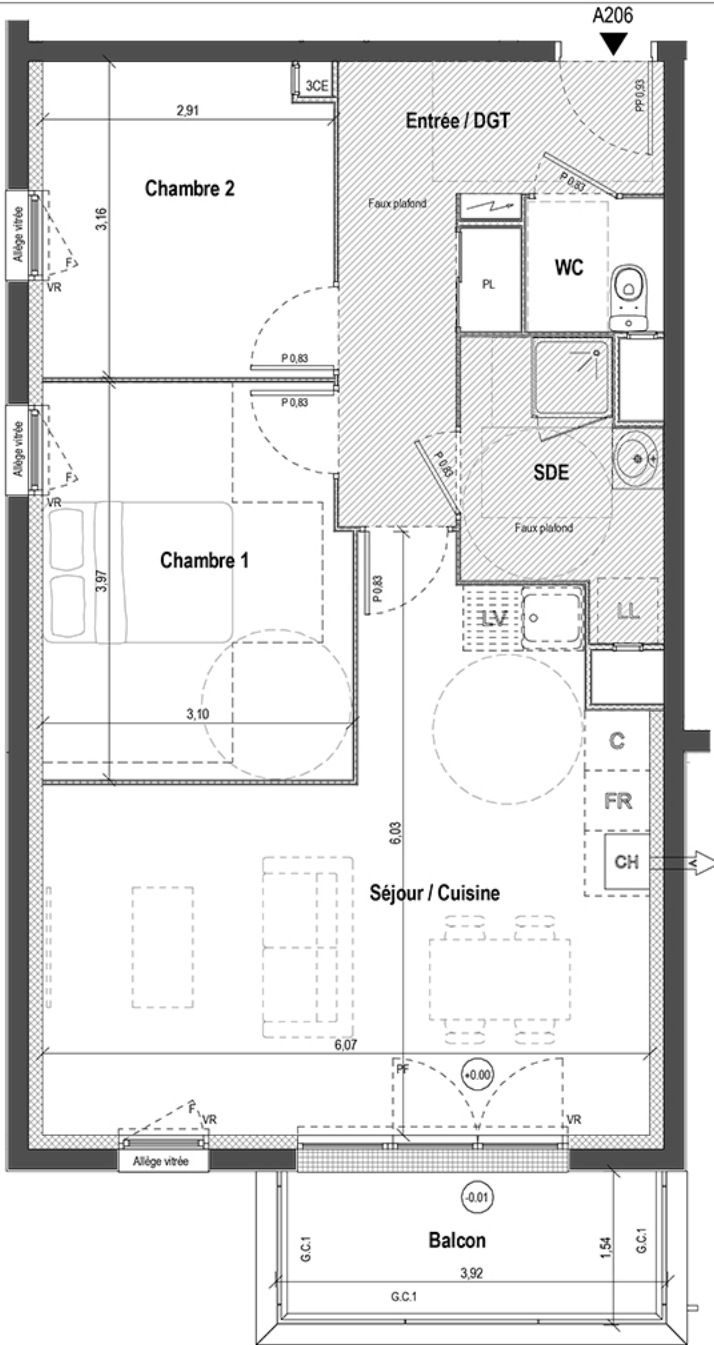 A206
3CE
2,91
Entrée / DGT
PP 0,93
P 0,83
Chambre 2
Faux plafond
Allège vitrée
3,16
F
VR
WC
PL
P 0,83
P 0,83
Allège vitrée
F
VR
P 0,83
SDE
Faux plafond
Chambre 1
3,97
P 0,83
LV
LL
3,10
C
FR
CH
6,03
Séjour / Cuisine
6,07
PF
+0.00
F
VR
VR
Allège vitrée
-0.01
Balcon
G.C.1
1,54
G.C.1
3,92
G.C.1